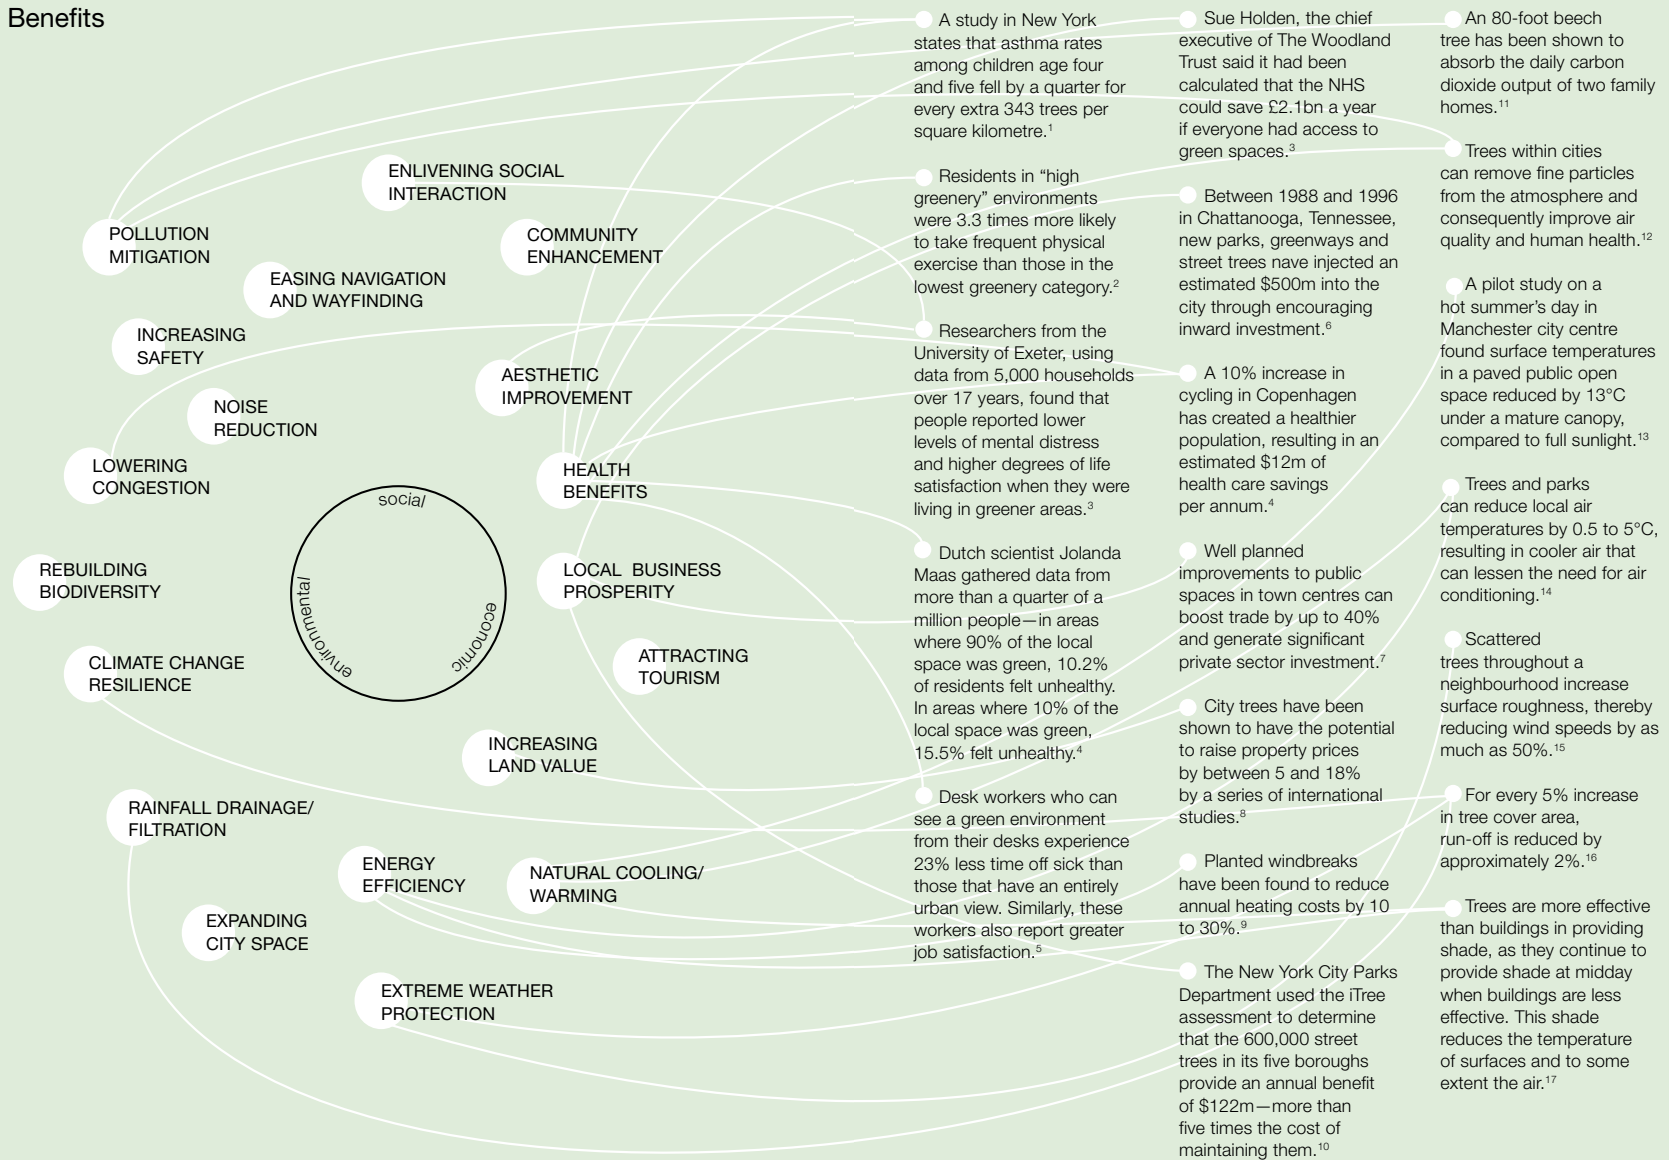 Benefits
ENLIVENING SOCIAL
INTERACTION
POLLUTION
MITIGATION
COMMUNITY
ENHANCEMENT
EASING NAVIGATION
AND WAYFINDING
INCREASING
SAFETY
AESTHETIC
IMPROVEMENT
NOISE
REDUCTION
LOWERING
CONGESTION
HEALTH
BENEFITS
social
environmental
economic
REBUILDING
BIODIVERSITY
LOCAL BUSINESS
PROSPERITY
CLIMATE CHANGE
RESILIENCE
ATTRACTING
TOURISM
INCREASING
LAND VALUE
RAINFALL DRAINAGE/
FILTRATION
ENERGY
EFFICIENCY
NATURAL COOLING/
WARMING
EXPANDING
CITY SPACE
EXTREME WEATHER
PROTECTION
A study in New York
states that asthma rates
among children age four
and five fell by a quarter for
every extra 343 trees per
square kilometre.¹
Residents in “high
greenery” environments
were 3.3 times more likely
to take frequent physical
exercise than those in the
lowest greenery category.²
Researchers from the
University of Exeter, using
data from 5,000 households
over 17 years, found that
people reported lower
levels of mental distress
and higher degrees of life
satisfaction when they were
living in greener areas.³
Dutch scientist Jolanda
Maas gathered data from
more than a quarter of a
million people—in areas
where 90% of the local
space was green, 10.2%
of residents felt unhealthy.
In areas where 10% of the
local space was green,
15.5% felt unhealthy.⁴
Desk workers who can
see a green environment
from their desks experience
23% less time off sick than
those that have an entirely
urban view. Similarly, these
workers also report greater
job satisfaction.⁵
Sue Holden, the chief
executive of The Woodland
Trust said it had been
calculated that the NHS
could save £2.1bn a year
if everyone had access to
green spaces.³
Between 1988 and 1996
in Chattanooga, Tennessee,
new parks, greenways and
street trees nave injected an
estimated $500m into the
city through encouraging
inward investment.⁶
A 10% increase in
cycling in Copenhagen
has created a healthier
population, resulting in an
estimated $12m of
health care savings
per annum.⁴
Well planned
improvements to public
spaces in town centres can
boost trade by up to 40%
and generate significant
private sector investment.⁷
City trees have been
shown to have the potential
to raise property prices
by between 5 and 18%
by a series of international
studies.⁸
Planted windbreaks
have been found to reduce
annual heating costs by 10
to 30%.⁹
The New York City Parks
Department used the iTree
assessment to determine
that the 600,000 street
trees in its five boroughs
provide an annual benefit
of $122m—more than
five times the cost of
maintaining them.¹⁰
An 80-foot beech
tree has been shown to
absorb the daily carbon
dioxide output of two family
homes.¹¹
Trees within cities
can remove fine particles
from the atmosphere and
consequently improve air
quality and human health.¹²
A pilot study on a
hot summer’s day in
Manchester city centre
found surface temperatures
in a paved public open
space reduced by 13°C
under a mature canopy,
compared to full sunlight.¹³
Trees and parks
can reduce local air
temperatures by 0.5 to 5°C,
resulting in cooler air that
can lessen the need for air
conditioning.¹⁴
Scattered
trees throughout a
neighbourhood increase
surface roughness, thereby
reducing wind speeds by as
much as 50%.¹⁵
For every 5% increase
in tree cover area,
run-off is reduced by
approximately 2%.¹⁶
Trees are more effective
than buildings in providing
shade, as they continue to
provide shade at midday
when buildings are less
effective. This shade
reduces the temperature
of surfaces and to some
extent the air.¹⁷